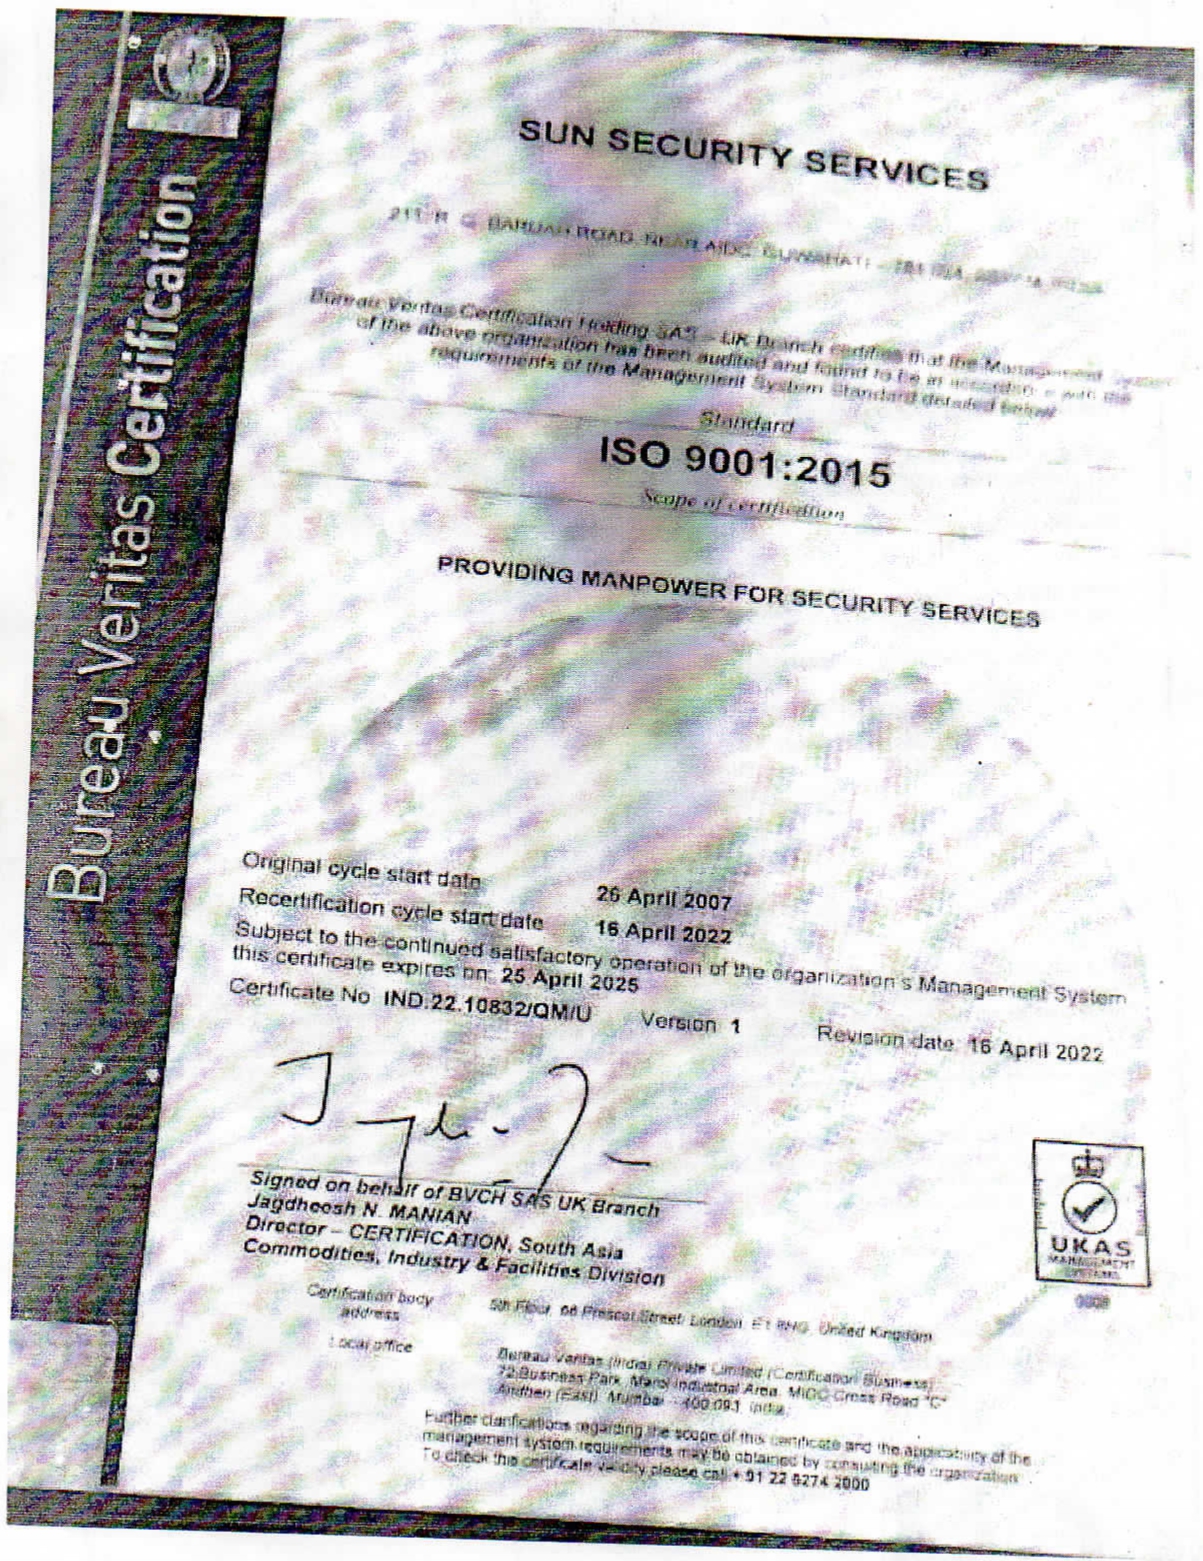 Bureau Veritas Certification
SUN SECURITY SERVICES
211, R. G. BARUAH ROAD, NEAR AIDC, GUWAHATI - 781
Bureau Veritas Certification Holding SAS – UK Branch certifies that the Management System
of the above organization has been audited and found to be in accordance with the
requirements of the Management System Standard detailed below
Standard
ISO 9001:2015
Scope of certification
PROVIDING MANPOWER FOR SECURITY SERVICES
Original cycle start date 26 April 2007
Recertification cycle start date 16 April 2022
Subject to the continued satisfactory operation of the organization's Management System
this certificate expires on: 25 April 2025
Certificate No IND.22.10832/QM/U Version 1 Revision date: 16 April 2022
Signed on behalf of BVCH SAS UK Branch
Jagdheesh N. MANIAN
Director – CERTIFICATION, South Asia
Commodities, Industry & Facilities Division
UKAS
MANAGEMENT
SYSTEMS
0008
Certification body address 5th Floor, 66 Prescot Street, London, E1 8HG, United Kingdom
Local office Bureau Veritas (India) Private Limited (Certification Business)
72 Business Park, Marol Industrial Area, MIDC Cross Road "C"
Andheri (East), Mumbai - 400 093, India
Further clarifications regarding the scope of this certificate and the applicability of the
management system requirements may be obtained by consulting the organization
To check this certificate validity please call + 91 22 6274 2000